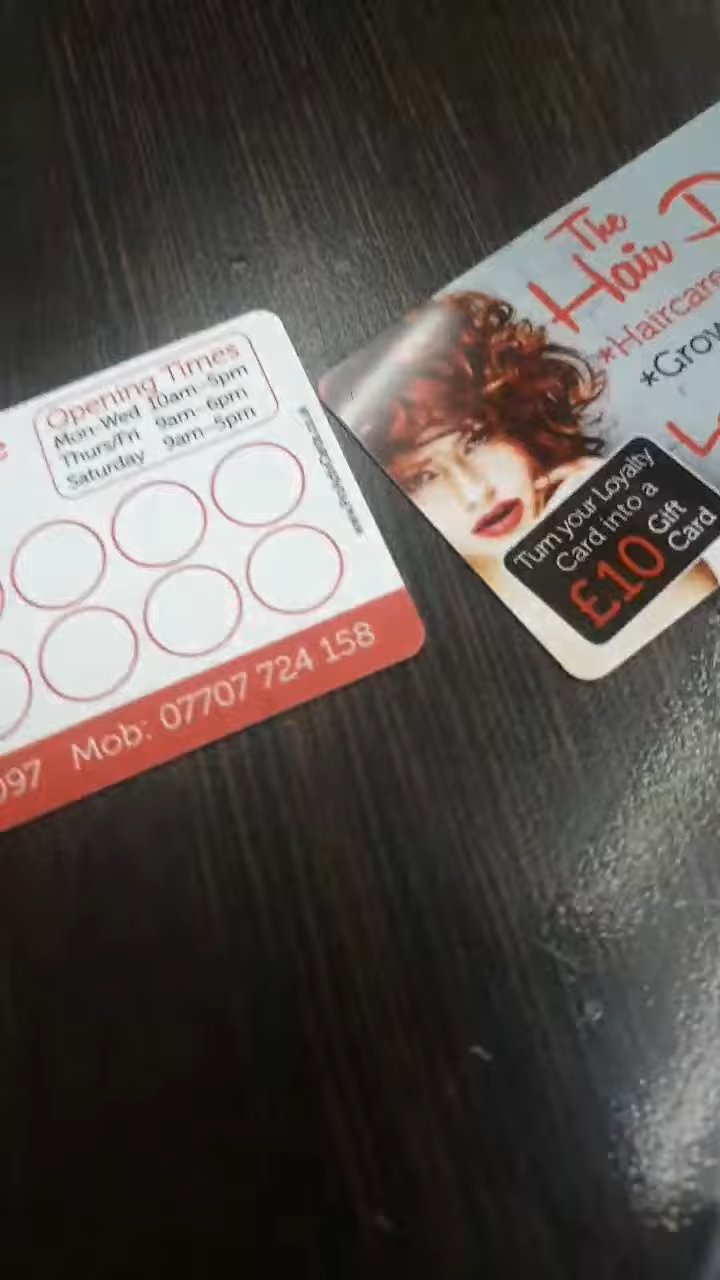 Opening Times
Mon-Wed 10am-5pm
Thurs/Fri 9am-6pm
Saturday 9am-5pm
097 Mob: 07707 724 158
The
Hair D
*Haircare
*Grow
Turn your Loyalty
Card into a
£10 Gift
Card